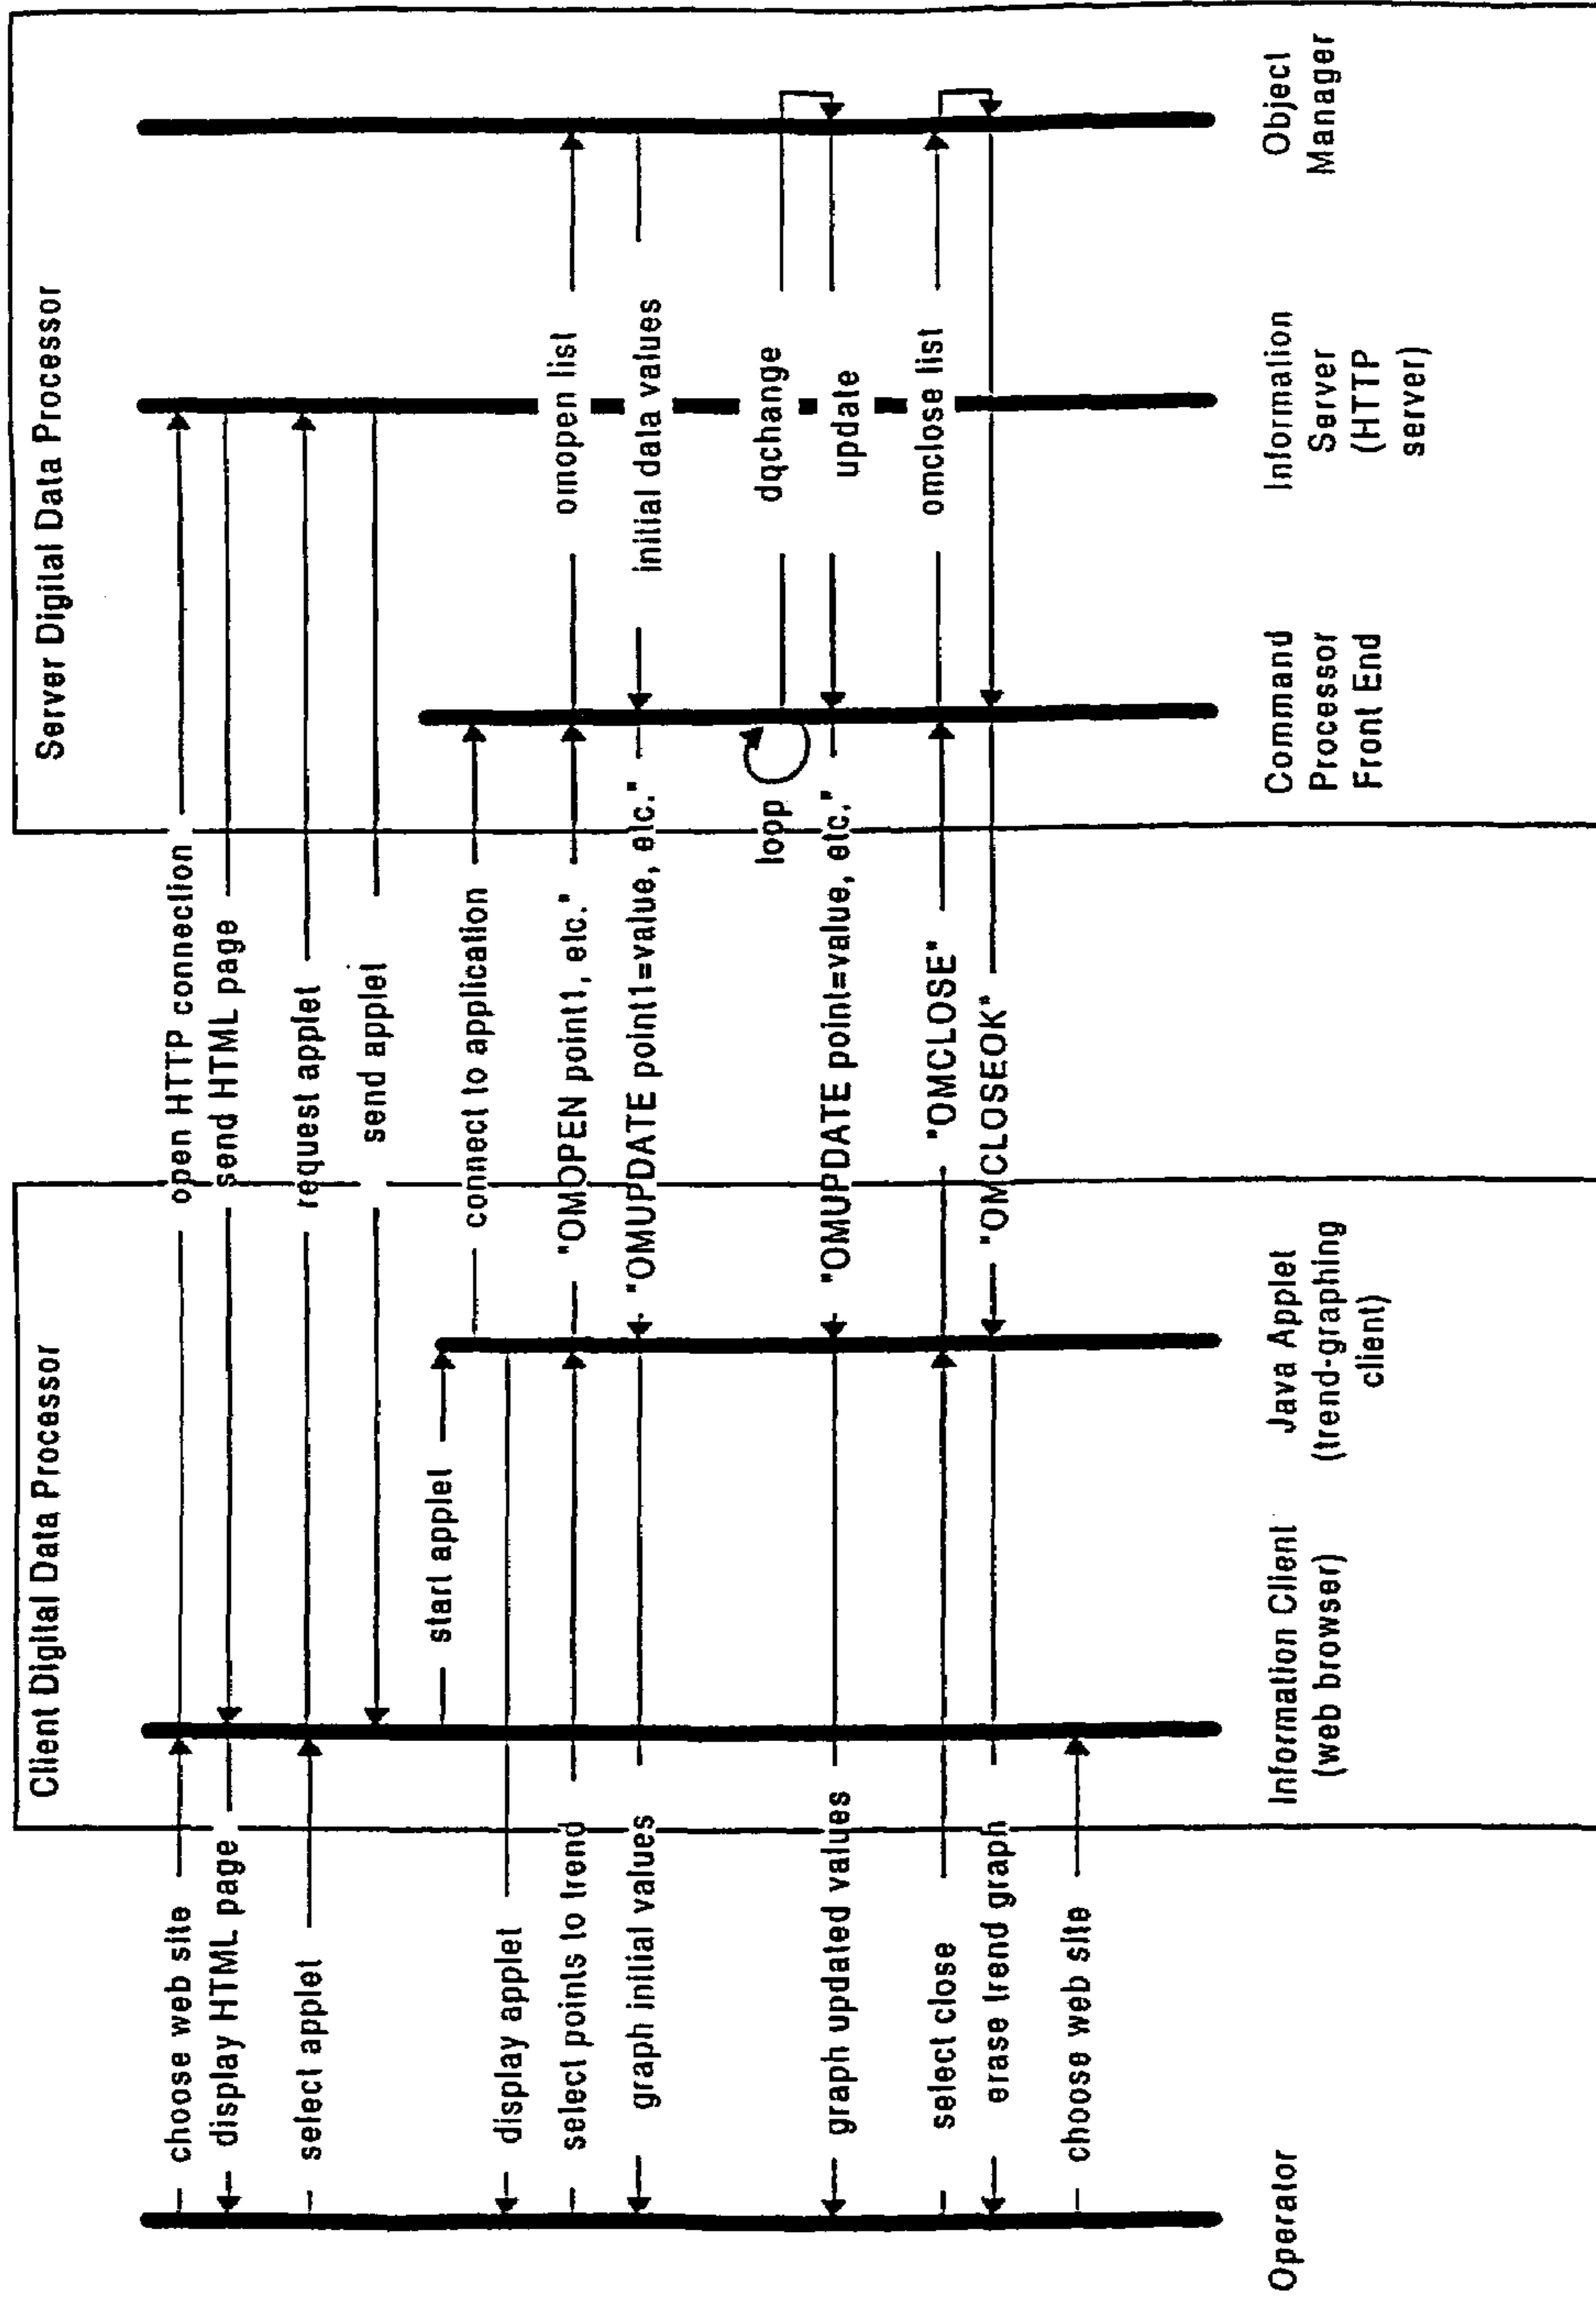 Client Digital Data Processor
Server Digital Data Processor
choose web site
open HTTP connection
display HTML page
send HTML page
select applet
request applet
send applet
start applet
connect to application
display applet
select points to trend
"OMOPEN point1, etc."
omopen list
graph initial values
"OMUPDATE point1=value, etc."
initial data values
loop
dqchange
graph updated values
"OMUPDATE point=value, etc."
update
select close
"OMCLOSE"
omclose list
erase trend graph
"OMCLOSEOK"
choose web site
Operator
Information Client
(web browser)
Java Applet
(trend-graphing
client)
Command
Processor
Front End
Information
Server
(HTTP
server)
Object
Manager